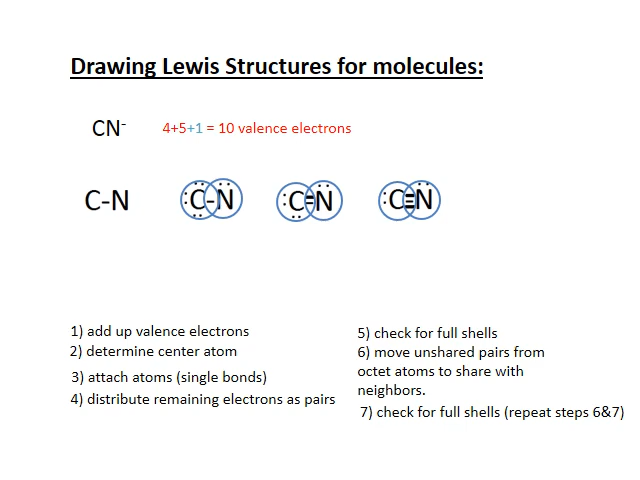 Drawing Lewis Structures for molecules:
CN⁻ 4+5+1 = 10 valence electrons
C-N :C-N :C=N :C≡N
1) add up valence electrons
2) determine center atom
3) attach atoms (single bonds)
4) distribute remaining electrons as pairs
5) check for full shells
6) move unshared pairs from
octet atoms to share with
neighbors.
7) check for full shells (repeat steps 6&7)